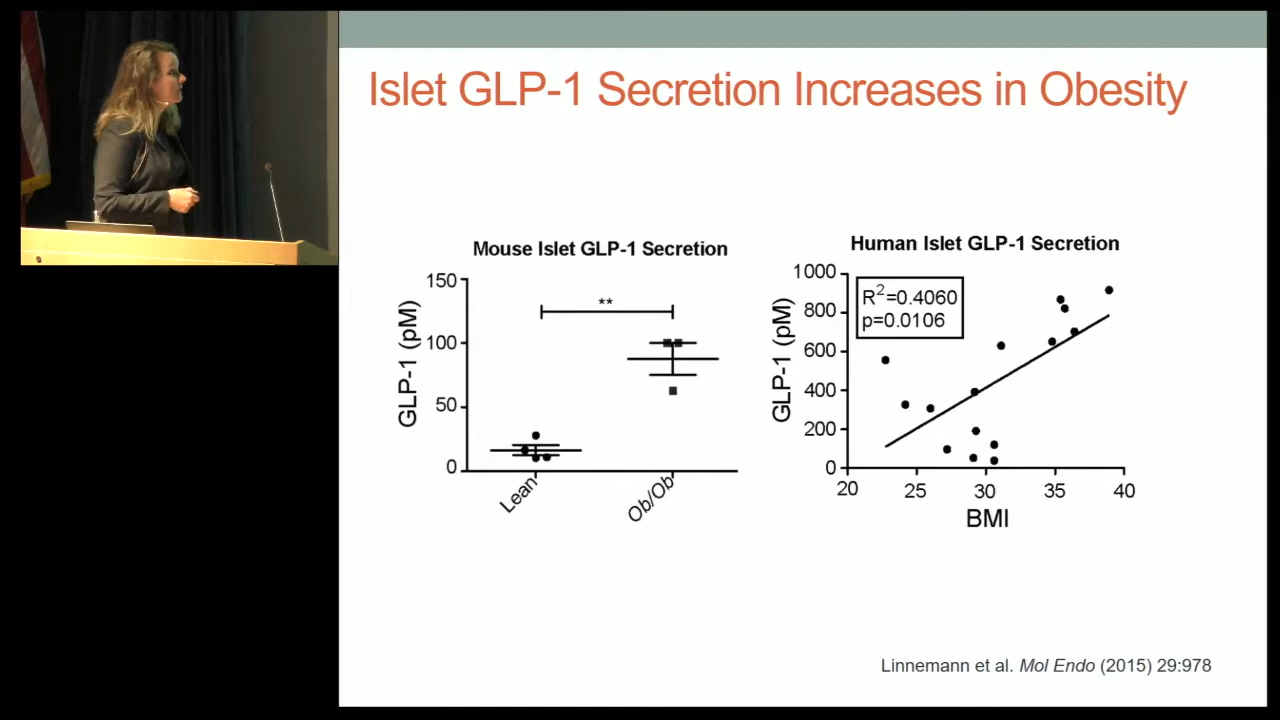 Islet GLP-1 Secretion Increases in Obesity
Mouse Islet GLP-1 Secretion
150
100
50
0
GLP-1 (pM)
**
Lean
Ob/Ob
Human Islet GLP-1 Secretion
1000
800
600
400
200
0
GLP-1 (pM)
R²=0.4060
p=0.0106
20
25
30
35
40
BMI
Linnemann et al. Mol Endo (2015) 29:978